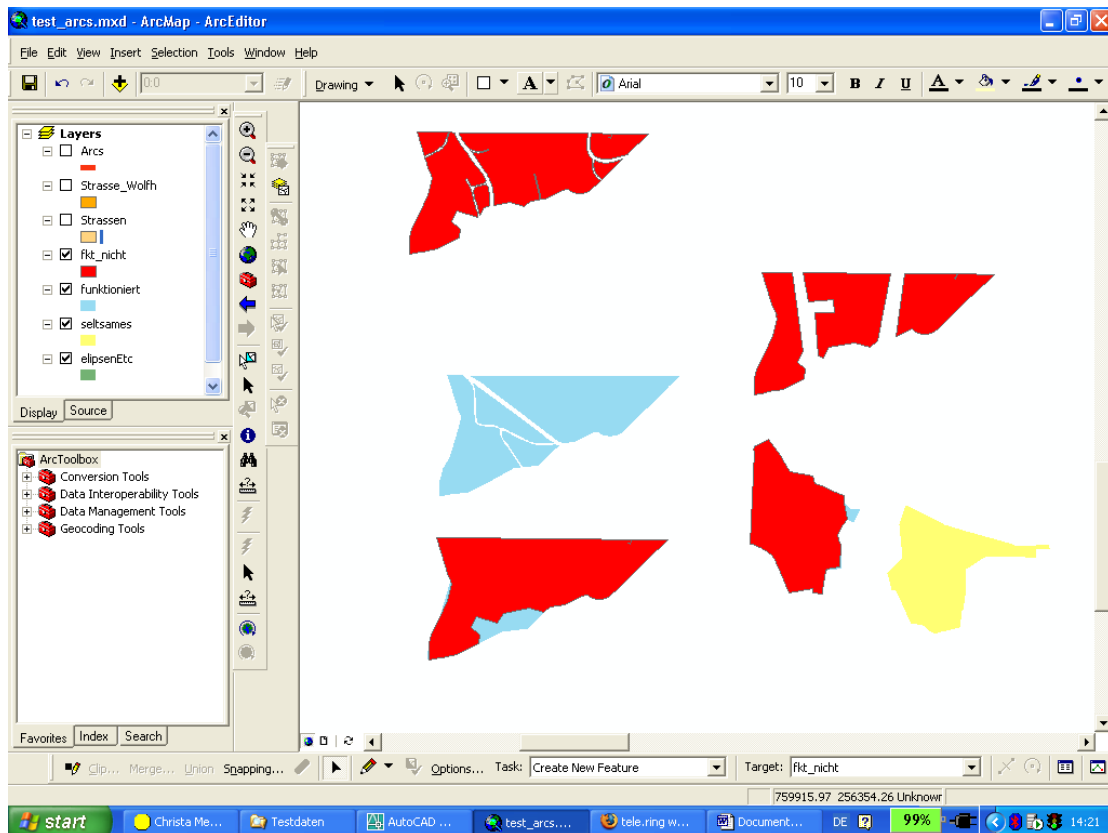 test_arcs.mxd - ArcMap - ArcEditor
File Edit View Insert Selection Tools Window Help
0:0 Drawing A Arial 10 B I U A
Layers
Arcs
Strasse_Wolfh
Strassen
fkt_nicht
funktioniert
seltsames
elipsenEtc
Display Source
ArcToolbox
Conversion Tools
Data Interoperability Tools
Data Management Tools
Geocoding Tools
Favorites Index Search
Clip... Merge... Union Snapping... Options... Task: Create New Feature Target: fkt_nicht
759915.97 256354.26 Unknowr
start Christa Me... Testdaten AutoCAD ... test_arcs.... tele.ring w... Document... DE 99% 14:21